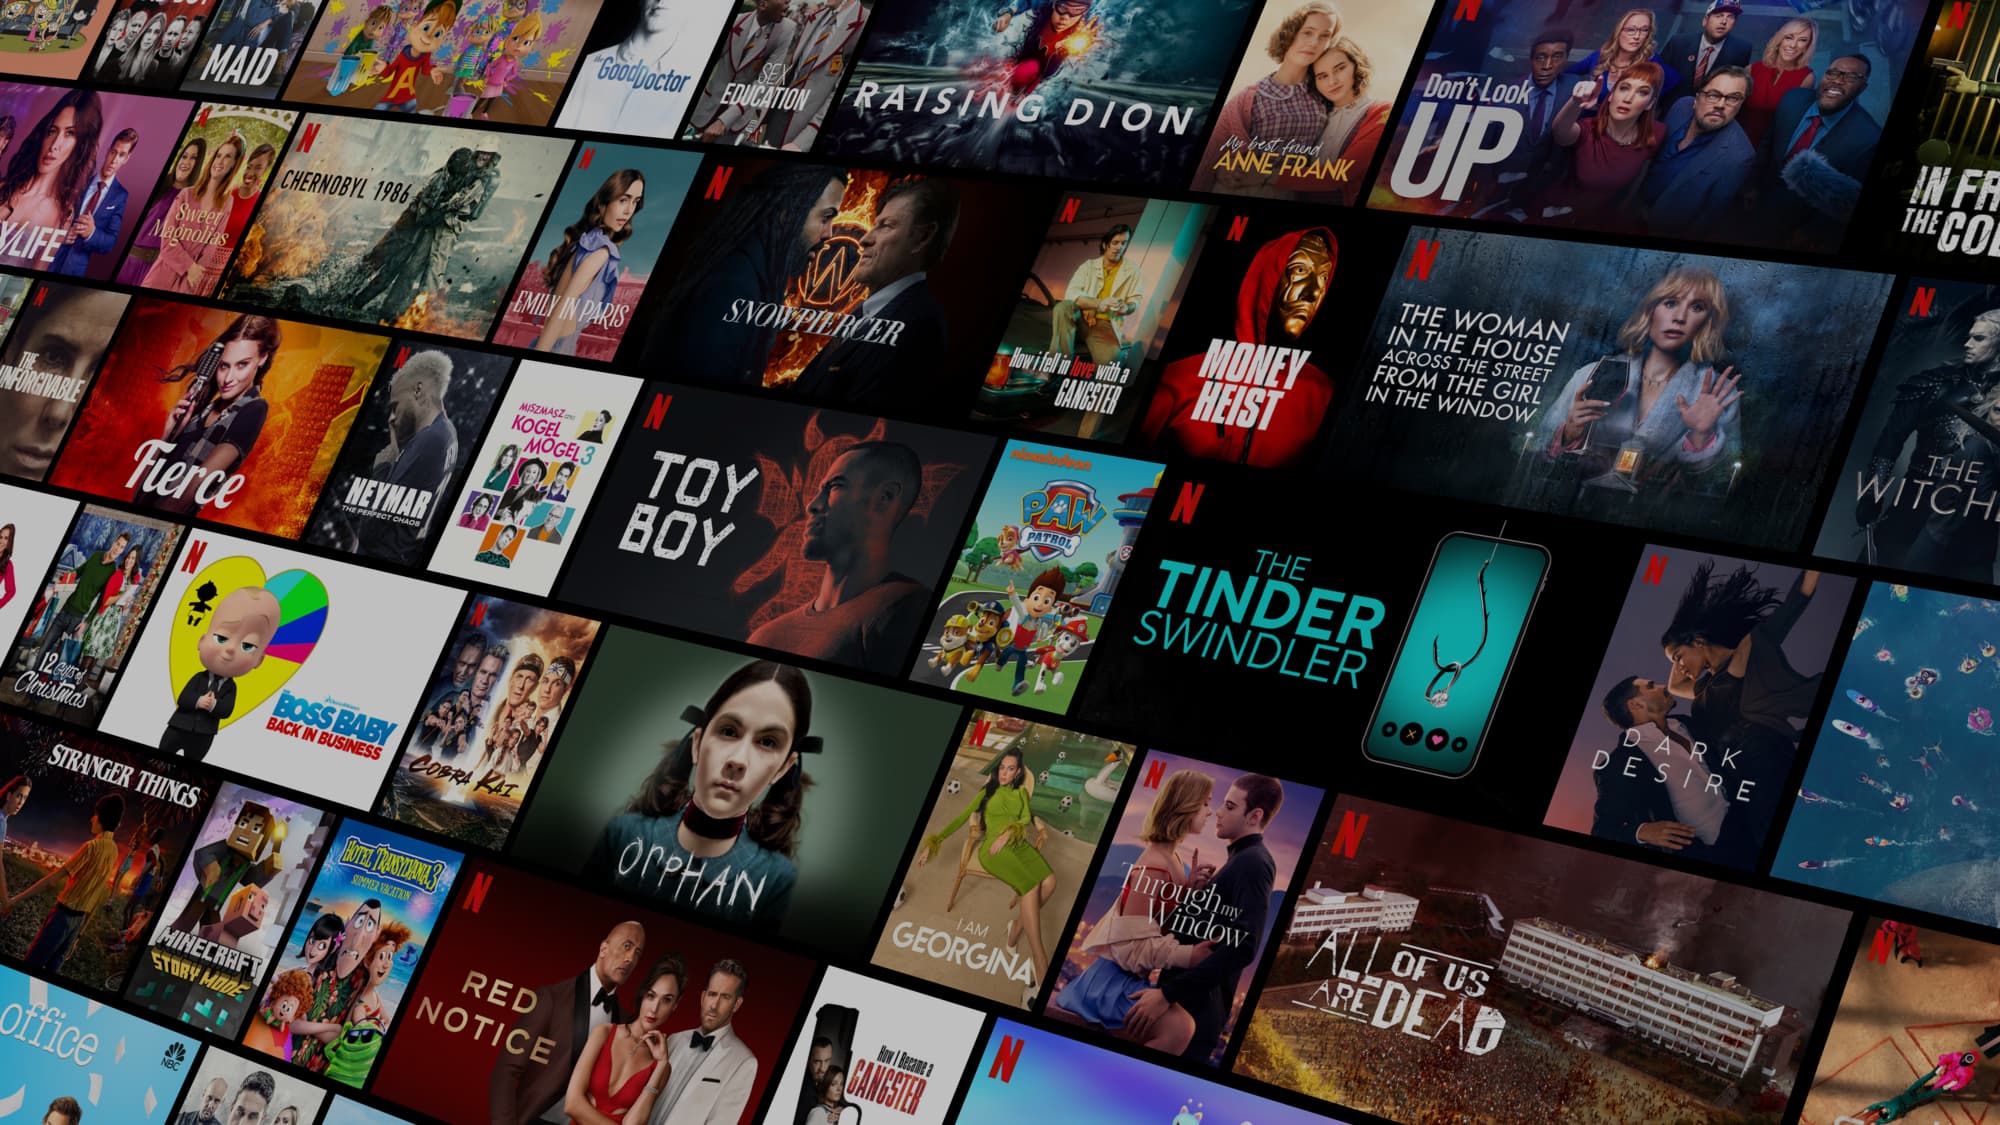 MAID
the GoodDoctor
SEX
EDUCATION
RAISING DION
My best friend
ANNE FRANK
Don't Look
UP
IN FR
THE COL
/LIFE
Sweet
Magnolias
CHERNOBYL 1986
EMILY IN PARIS
SNOWPIERCER
How i fell in love with a
GANGSTER
MONEY
HEIST
THE WOMAN
IN THE HOUSE
ACROSS THE STREET
FROM THE GIRL
IN THE WINDOW
THE
WITCH
THE
UNFORGIVABLE
Fierce
NEYMAR
THE PERFECT CHAOS
MISZMASZ CZYLI
KOGEL
MOGEL 3
TOY
BOY
nickelodeon
PAW
PATROL
THE
TINDER
SWINDLER
DARK
DESIRE
12 Gifts of
Christmas
DREAMWORKS
THE
BOSS BABY
BACK IN BUSINESS
COBRA KAI
ORPHAN
I AM
GEORGINA
Through my
Window
ALL OF US
ARE DEAD
STRANGER THINGS
MINECRAFT
STORY MODE
HOTEL TRANSYLVANIA 3
SUMMER VACATION
RED
NOTICE
How I Became a
GANGSTER
office
NBC